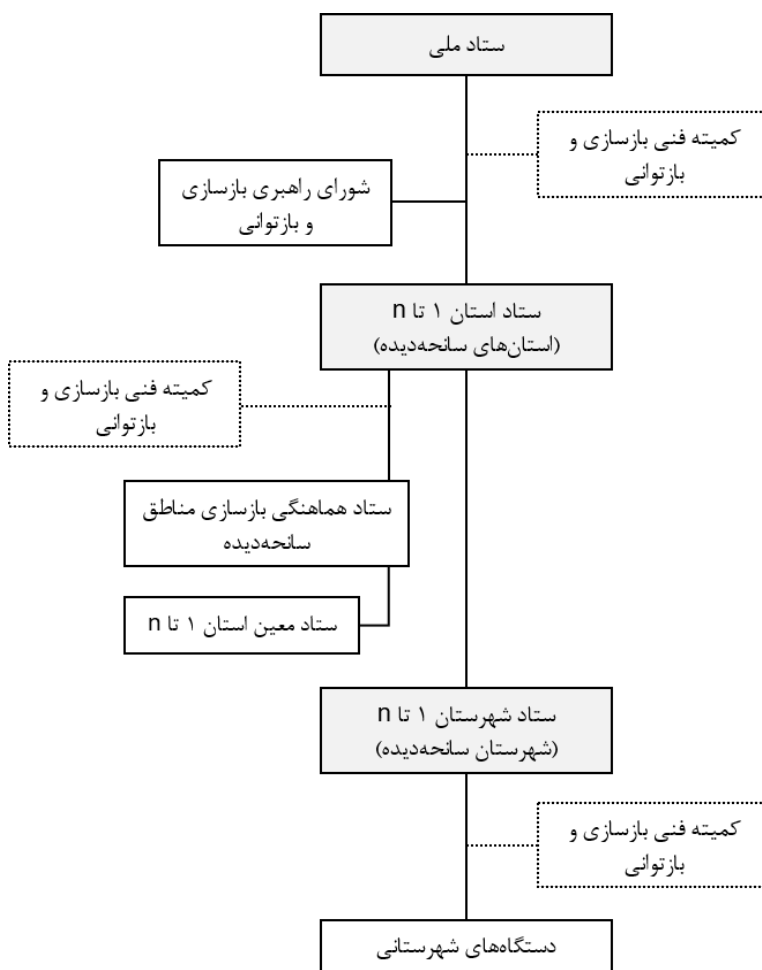 ستاد ملی
کمیته فنی بازسازی و
بازتوانی
شورای راهبری بازسازی
و بازتوانی
ستاد استان ۱ تا n
(استان‌های سانحه‌دیده)
کمیته فنی بازسازی و
بازتوانی
ستاد هماهنگی بازسازی مناطق
سانحه‌دیده
ستاد معین استان ۱ تا n
ستاد شهرستان ۱ تا n
(شهرستان سانحه‌دیده)
کمیته فنی بازسازی و
بازتوانی
دستگاه‌های شهرستانی